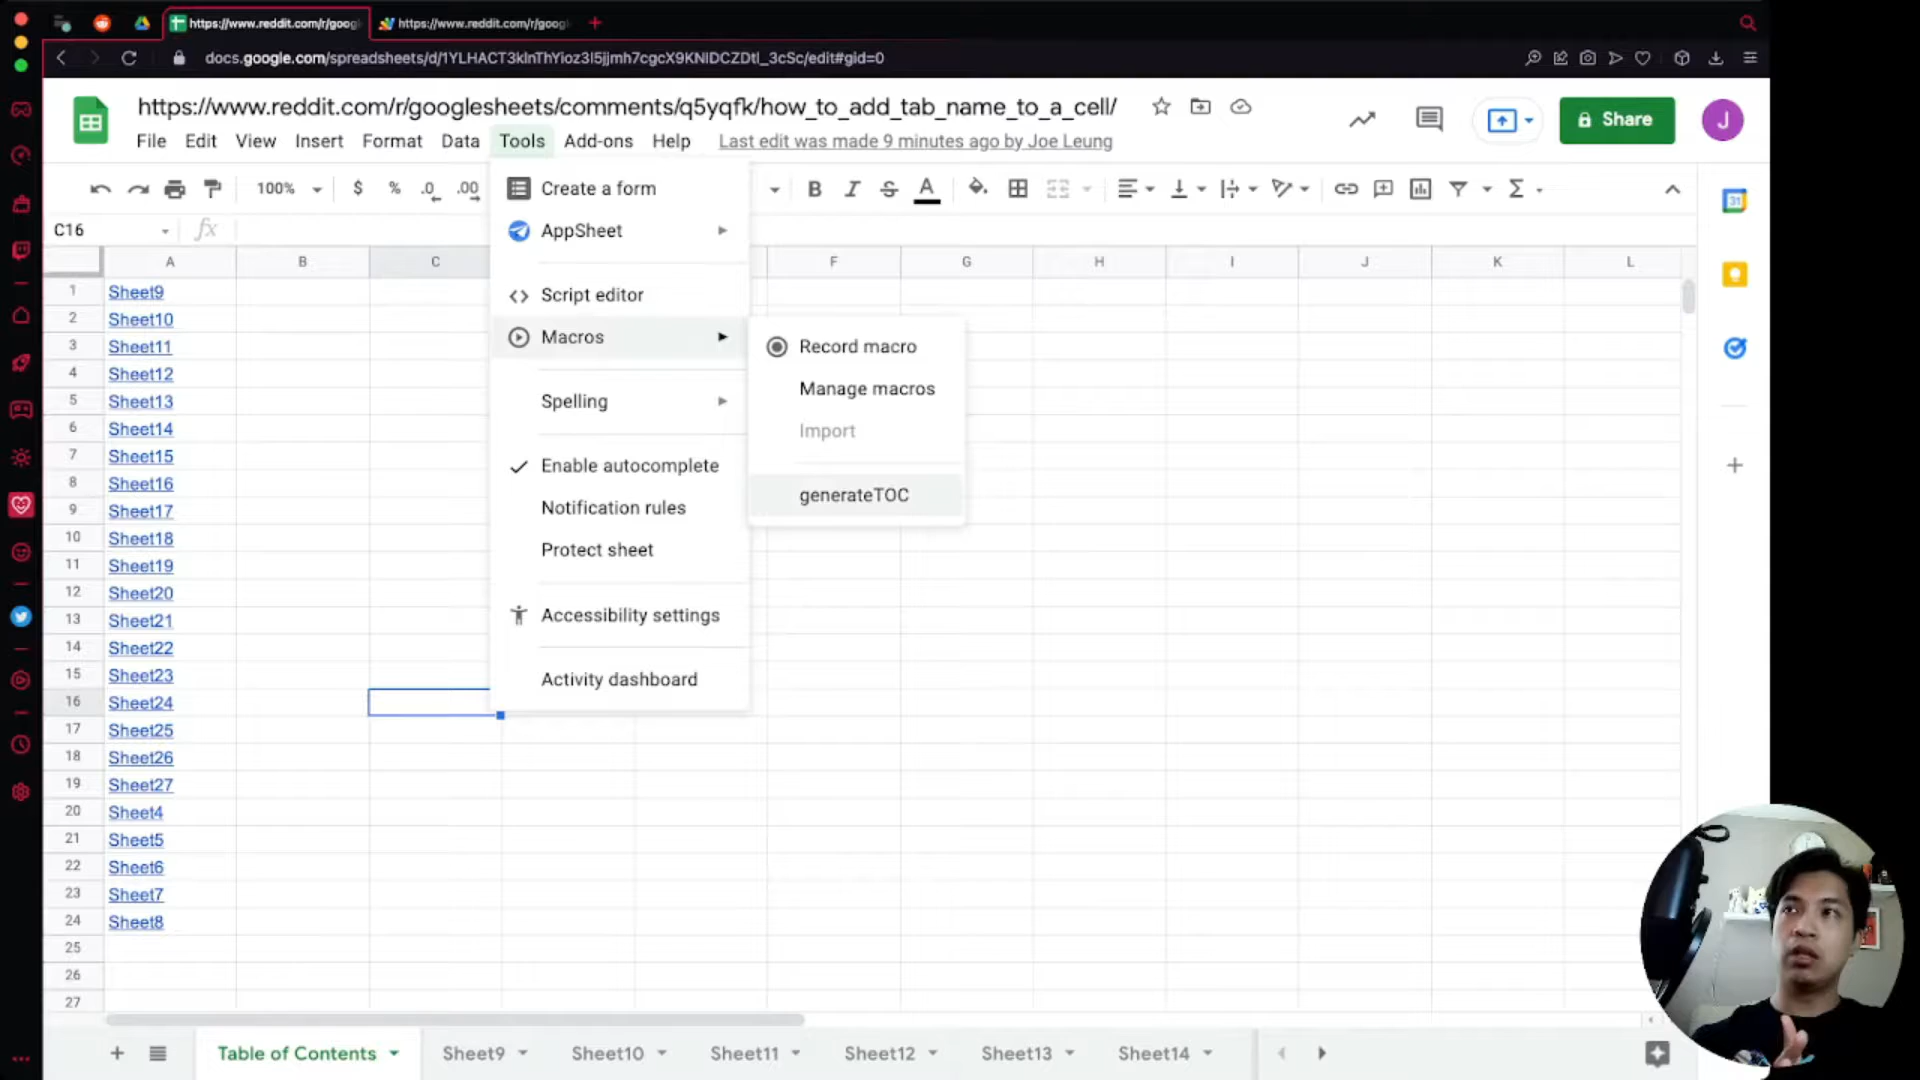 https://www.reddit.com/r/goog
https://www.reddit.com/r/goog
docs.google.com/spreadsheets/d/1YLHACT3klnThYioz3I5jjmh7cgcX9KNIDCZDtl_3cSc/edit#gid=0
https://www.reddit.com/r/googlesheets/comments/q5yqfk/how_to_add_tab_name_to_a_cell/
File Edit View Insert Format Data Tools Add-ons Help Last edit was made 9 minutes ago by Joe Leung
Share
J
100% $ % .0 .00 B I S A Σ
31
C16 fx
A B C F G H I J K L
1 Sheet9
2 Sheet10
3 Sheet11
4 Sheet12
5 Sheet13
6 Sheet14
7 Sheet15
8 Sheet16
9 Sheet17
10 Sheet18
11 Sheet19
12 Sheet20
13 Sheet21
14 Sheet22
15 Sheet23
16 Sheet24
17 Sheet25
18 Sheet26
19 Sheet27
20 Sheet4
21 Sheet5
22 Sheet6
23 Sheet7
24 Sheet8
25
26
27
Create a form
AppSheet
Script editor
Macros
Spelling
Enable autocomplete
Notification rules
Protect sheet
Accessibility settings
Activity dashboard
Record macro
Manage macros
Import
generateTOC
Table of Contents Sheet9 Sheet10 Sheet11 Sheet12 Sheet13 Sheet14